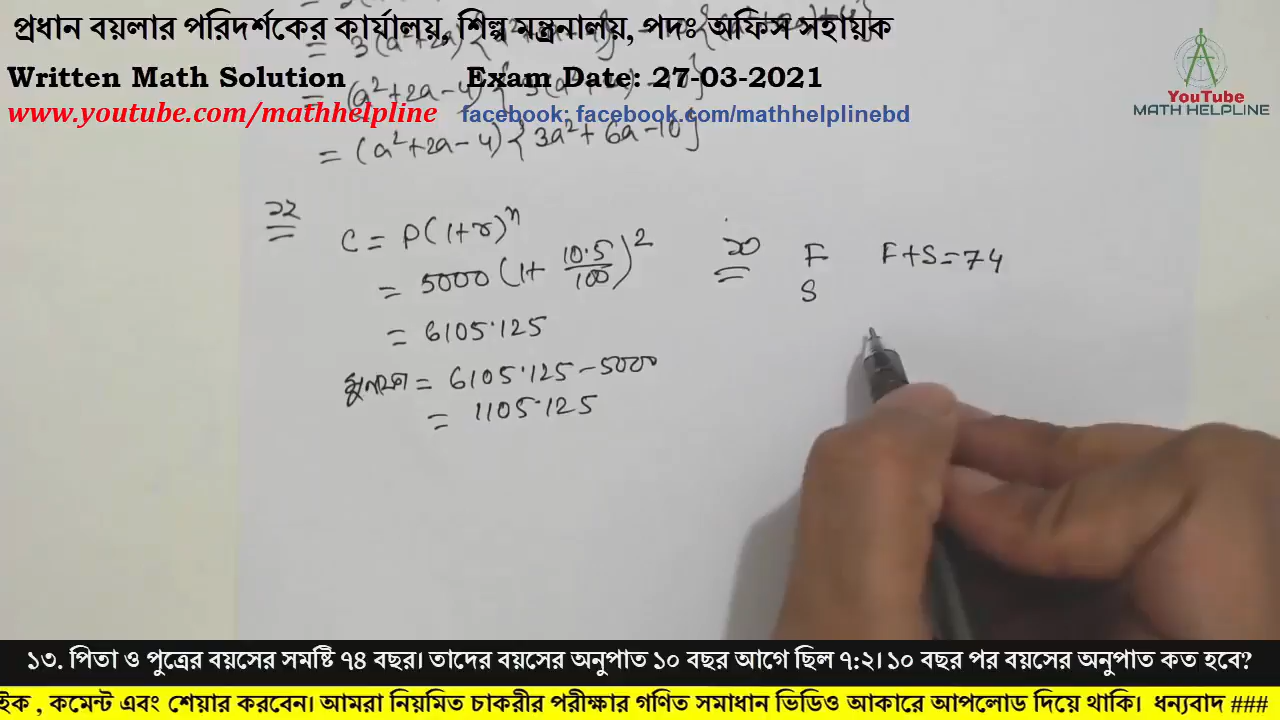 প্রধান বয়লার পরিদর্শকের কার্যালয়, শিল্প মন্ত্রনালয়, পদঃ অফিস সহায়ক
Written Math Solution Exam Date: 27-03-2021
www.youtube.com/mathhelpline facebook; facebook.com/mathhelplinebd
YouTube
MATH HELPLINE
= (a²+2a-4){3a²+6a-10}
১২
C = P(1+r)ⁿ
= 5000 (1+ 10.5/100)²
= 6105.125
মুনাফা = 6105.125-5000
= 1105.125
১৩ F F+S=74
S
১৩. পিতা ও পুত্রের বয়সের সমষ্টি ৭৪ বছর। তাদের বয়সের অনুপাত ১০ বছর আগে ছিল ৭:২। ১০ বছর পর বয়সের অনুপাত কত হবে?
ইক , কমেন্ট এবং শেয়ার করবেন। আমরা নিয়মিত চাকরীর পরীক্ষার গণিত সমাধান ভিডিও আকারে আপলোড দিয়ে থাকি। ধন্যবাদ ###